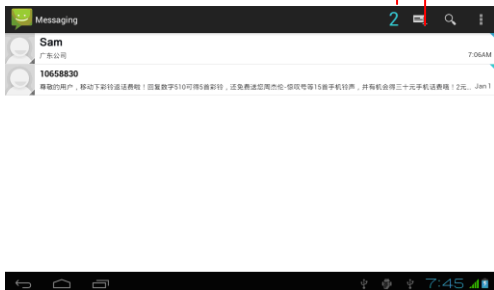 Messaging
2
Sam
广东公司
7:06AM
10658830
尊敬的用户，移动下彩铃返话费啦！回复数字510可得5首彩铃，还免费送您周杰伦-惊叹号等15首手机铃声，并有机会得三十元手机话费哦！2元...
Jan 1
7:45